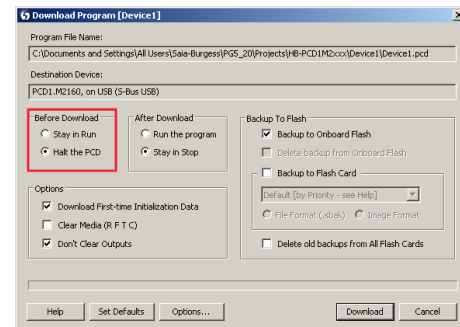 Download Program [Device1]
Program File Name:
C:\Documents and Settings\All Users\Saia-Burgess\PG5_20\Projects\HB-PCD1M2xxx\Device1\Device1.pcd
Destination Device:
PCD1.M2160, on USB (S-Bus USB)
Before Download
Stay in Run
Halt the PCD
After Download
Run the program
Stay in Stop
Options
Download First-time Initialization Data
Clear Media (R F T C)
Don't Clear Outputs
Backup To Flash
Backup to Onboard Flash
Delete backup from Onboard Flash
Backup to Flash Card
Default [by Priority - see Help]
File Format (.sbak)
Image Format
Delete old backups from All Flash Cards
Help
Set Defaults
Options...
Download
Cancel